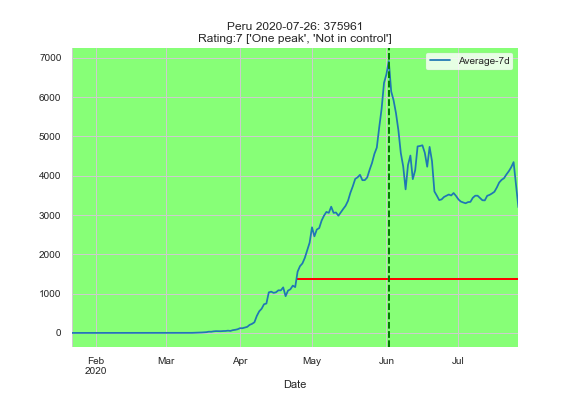 Peru 2020-07-26: 375961
Rating:7 ['One peak', 'Not in control']
Average-7d
7000
6000
5000
4000
3000
2000
1000
0
Feb
2020
Mar
Apr
May
Jun
Jul
Date